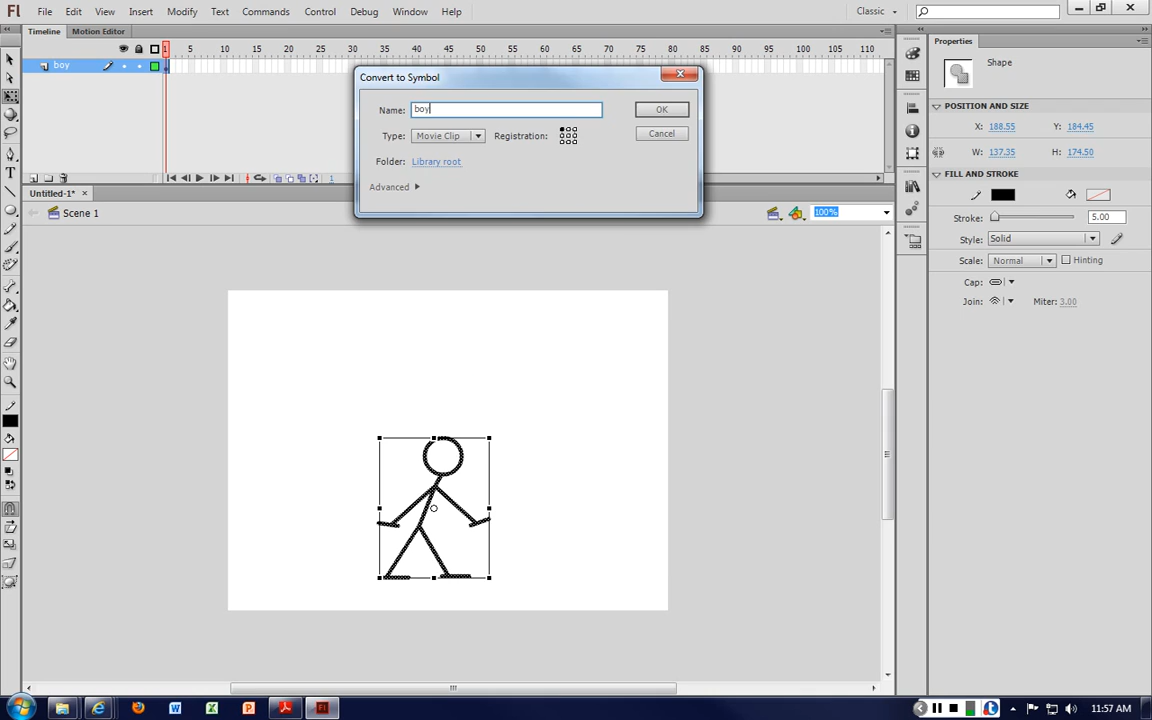 Fl File Edit View Insert Modify Text Commands Control Debug Window Help Classic
Timeline Motion Editor
1 5 10 15 20 25 30 35 40 45 50 55 60 65 70 75 80 85 90 95 100 105 110
boy
Convert to Symbol
Name: boy OK
Type: Movie Clip Registration: Cancel
Folder: Library root
Advanced
1
Untitled-1*
Scene 1 100%
Properties
Shape
POSITION AND SIZE
X: 188.55 Y: 184.45
W: 137.35 H: 174.50
FILL AND STROKE
Stroke: 5.00
Style: Solid
Scale: Normal Hinting
Cap:
Join: Miter: 3.00
T
W X P Fl 11:57 AM